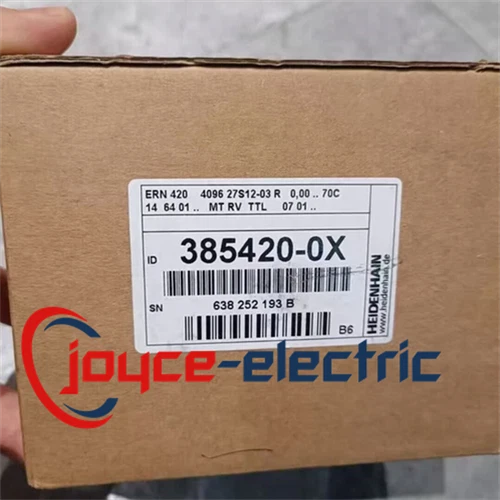 ERN 420 4096 27S12-03 R 0,00 .. 70C
14 64 01 .. MT RV TTL 07 01 ..
ID 385420-0X
SN 638 252 193 B
B6
HEIDENHAIN
www.heidenhain.de
joyce-electric